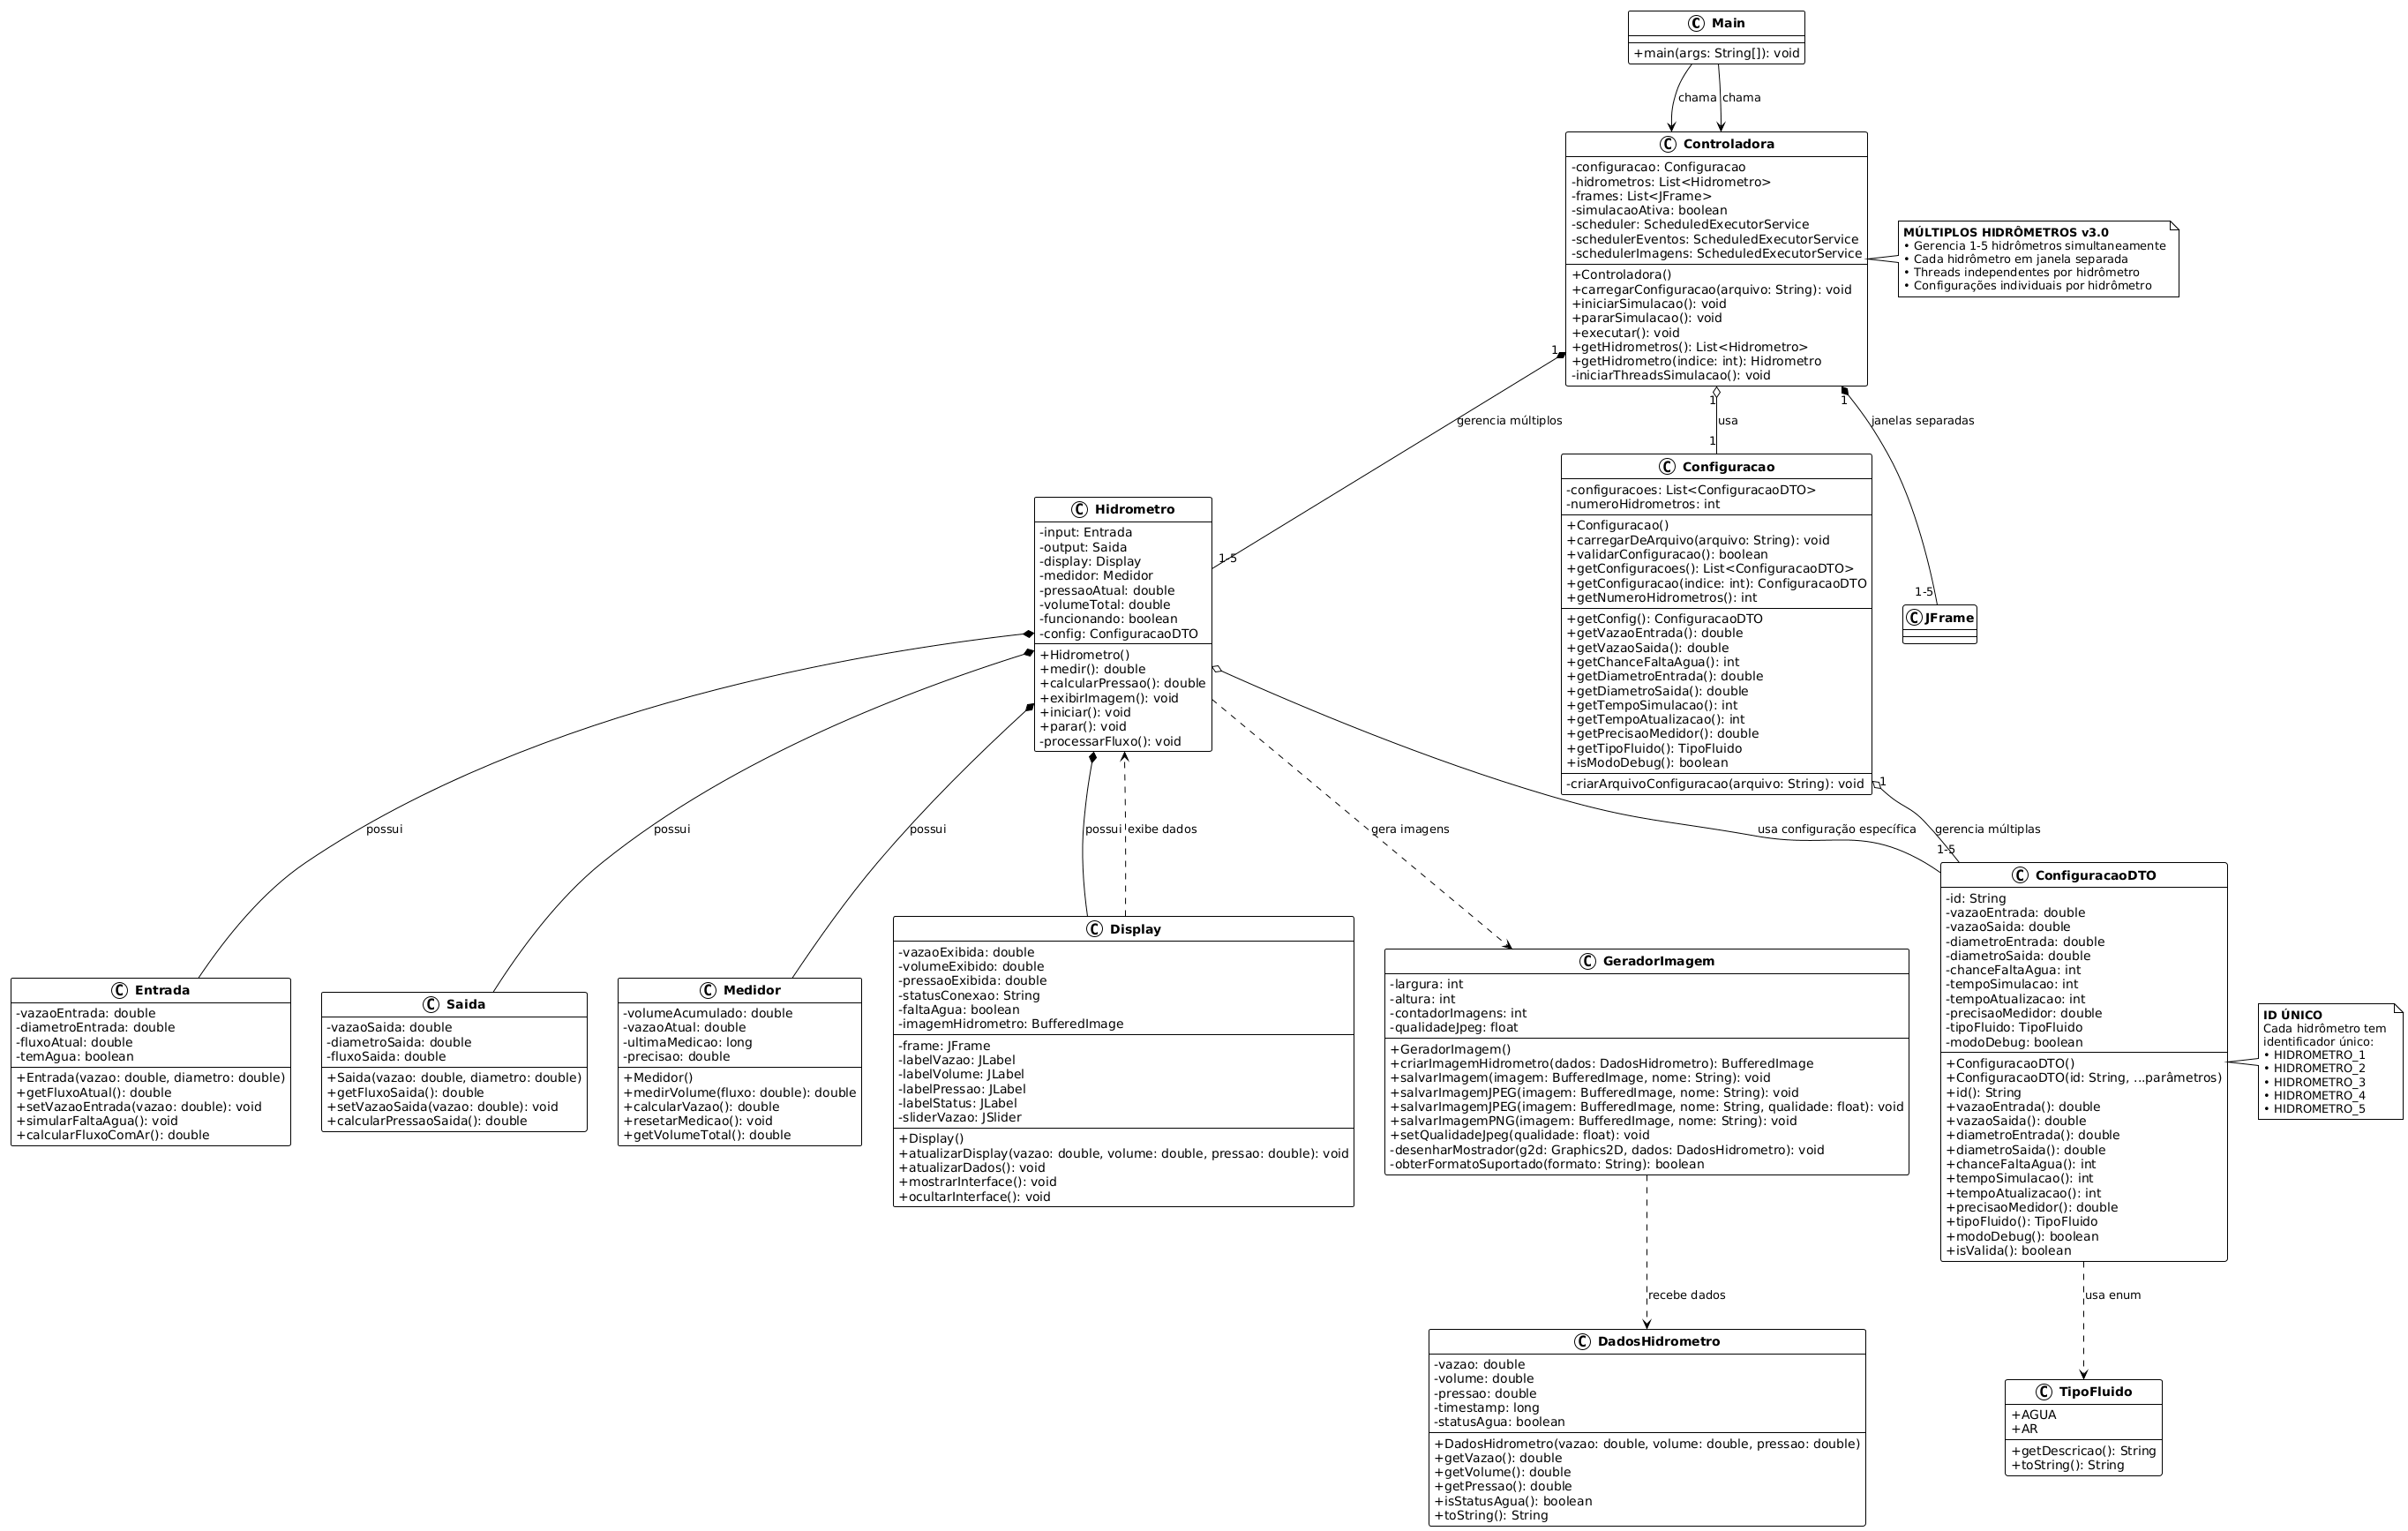 C Main
+main(args: String[]): void
chama
chama
C Controladora
-configuracao: Configuracao
-hidrometros: List<Hidrometro>
-frames: List<JFrame>
-simulacaoAtiva: boolean
-scheduler: ScheduledExecutorService
-schedulerEventos: ScheduledExecutorService
-schedulerImagens: ScheduledExecutorService
+Controladora()
+carregarConfiguracao(arquivo: String): void
+iniciarSimulacao(): void
+pararSimulacao(): void
+executar(): void
+getHidrometros(): List<Hidrometro>
+getHidrometro(indice: int): Hidrometro
-iniciarThreadsSimulacao(): void
MÚLTIPLOS HIDRÔMETROS v3.0
• Gerencia 1-5 hidrômetros simultaneamente
• Cada hidrômetro em janela separada
• Threads independentes por hidrômetro
• Configurações individuais por hidrômetro
1
1
1
gerencia múltiplos
usa
janelas separadas
1
1-5
1-5
C Hidrometro
-input: Entrada
-output: Saida
-display: Display
-medidor: Medidor
-pressaoAtual: double
-volumeTotal: double
-funcionando: boolean
-config: ConfiguracaoDTO
+Hidrometro()
+medir(): double
+calcularPressao(): double
+exibirImagem(): void
+iniciar(): void
+parar(): void
-processarFluxo(): void
C Configuracao
-configuracoes: List<ConfiguracaoDTO>
-numeroHidrometros: int
+Configuracao()
+carregarDeArquivo(arquivo: String): void
+validarConfiguracao(): boolean
+getConfiguracoes(): List<ConfiguracaoDTO>
+getConfiguracao(indice: int): ConfiguracaoDTO
+getNumeroHidrometros(): int
+getConfig(): ConfiguracaoDTO
+getVazaoEntrada(): double
+getVazaoSaida(): double
+getChanceFaltaAgua(): int
+getDiametroEntrada(): double
+getDiametroSaida(): double
+getTempoSimulacao(): int
+getTempoAtualizacao(): int
+getPrecisaoMedidor(): double
+getTipoFluido(): TipoFluido
+isModoDebug(): boolean
-criarArquivoConfiguracao(arquivo: String): void
C JFrame
possui
possui
possui
possui
exibe dados
gera imagens
usa configuração específica
1
gerencia múltiplas
1-5
C Entrada
-vazaoEntrada: double
-diametroEntrada: double
-fluxoAtual: double
-temAgua: boolean
+Entrada(vazao: double, diametro: double)
+getFluxoAtual(): double
+setVazaoEntrada(vazao: double): void
+simularFaltaAgua(): void
+calcularFluxoComAr(): double
C Saida
-vazaoSaida: double
-diametroSaida: double
-fluxoSaida: double
+Saida(vazao: double, diametro: double)
+getFluxoSaida(): double
+setVazaoSaida(vazao: double): void
+calcularPressaoSaida(): double
C Medidor
-volumeAcumulado: double
-vazaoAtual: double
-ultimaMedicao: long
-precisao: double
+Medidor()
+medirVolume(fluxo: double): double
+calcularVazao(): double
+resetarMedicao(): void
+getVolumeTotal(): double
C Display
-vazaoExibida: double
-volumeExibido: double
-pressaoExibida: double
-statusConexao: String
-faltaAgua: boolean
-imagemHidrometro: BufferedImage
-frame: JFrame
-labelVazao: JLabel
-labelVolume: JLabel
-labelPressao: JLabel
-labelStatus: JLabel
-sliderVazao: JSlider
+Display()
+atualizarDisplay(vazao: double, volume: double, pressao: double): void
+atualizarDados(): void
+mostrarInterface(): void
+ocultarInterface(): void
C GeradorImagem
-largura: int
-altura: int
-contadorImagens: int
-qualidadeJpeg: float
+GeradorImagem()
+criarImagemHidrometro(dados: DadosHidrometro): BufferedImage
+salvarImagem(imagem: BufferedImage, nome: String): void
+salvarImagemJPEG(imagem: BufferedImage, nome: String): void
+salvarImagemJPEG(imagem: BufferedImage, nome: String, qualidade: float): void
+salvarImagemPNG(imagem: BufferedImage, nome: String): void
+setQualidadeJpeg(qualidade: float): void
-desenharMostrador(g2d: Graphics2D, dados: DadosHidrometro): void
-obterFormatoSuportado(formato: String): boolean
C ConfiguracaoDTO
-id: String
-vazaoEntrada: double
-vazaoSaida: double
-diametroEntrada: double
-diametroSaida: double
-chanceFaltaAgua: int
-tempoSimulacao: int
-tempoAtualizacao: int
-precisaoMedidor: double
-tipoFluido: TipoFluido
-modoDebug: boolean
+ConfiguracaoDTO()
+ConfiguracaoDTO(id: String, ...parâmetros)
+id(): String
+vazaoEntrada(): double
+vazaoSaida(): double
+diametroEntrada(): double
+diametroSaida(): double
+chanceFaltaAgua(): int
+tempoSimulacao(): int
+tempoAtualizacao(): int
+precisaoMedidor(): double
+tipoFluido(): TipoFluido
+modoDebug(): boolean
+isValida(): boolean
ID ÚNICO
Cada hidrômetro tem
identificador único:
• HIDROMETRO_1
• HIDROMETRO_2
• HIDROMETRO_3
• HIDROMETRO_4
• HIDROMETRO_5
recebe dados
usa enum
C DadosHidrometro
-vazao: double
-volume: double
-pressao: double
-timestamp: long
-statusAgua: boolean
+DadosHidrometro(vazao: double, volume: double, pressao: double)
+getVazao(): double
+getVolume(): double
+getPressao(): double
+isStatusAgua(): boolean
+toString(): String
C TipoFluido
+AGUA
+AR
+getDescricao(): String
+toString(): String